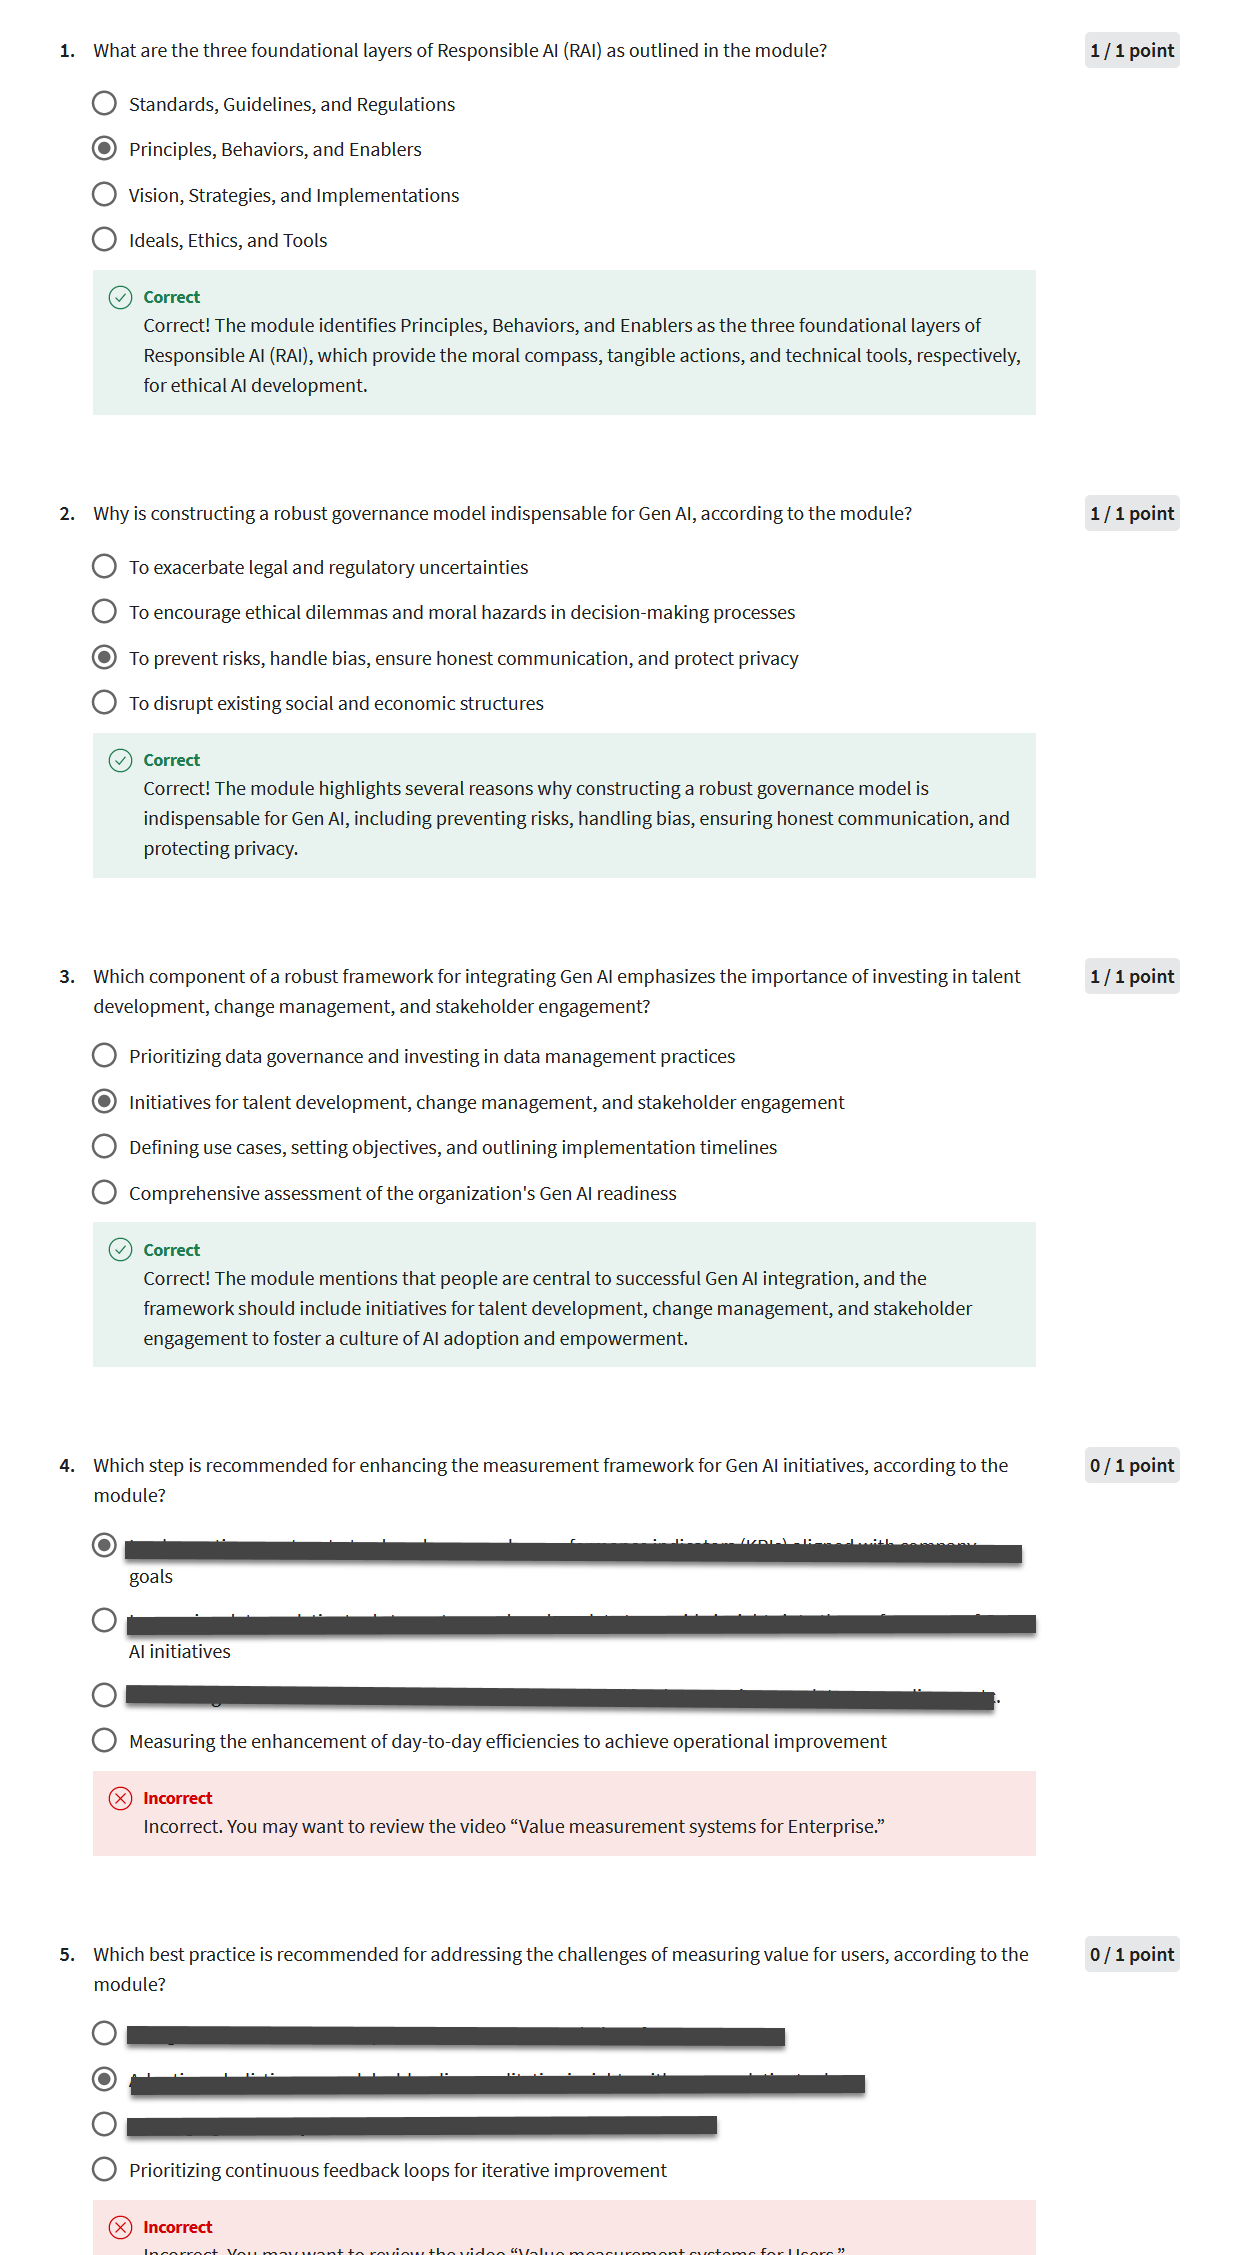 1. What are the three foundational layers of Responsible AI (RAI) as outlined in the module?
1 / 1 point
Standards, Guidelines, and Regulations
Principles, Behaviors, and Enablers
Vision, Strategies, and Implementations
Ideals, Ethics, and Tools
Correct
Correct! The module identifies Principles, Behaviors, and Enablers as the three foundational layers of
Responsible AI (RAI), which provide the moral compass, tangible actions, and technical tools, respectively,
for ethical AI development.
2. Why is constructing a robust governance model indispensable for Gen AI, according to the module?
1 / 1 point
To exacerbate legal and regulatory uncertainties
To encourage ethical dilemmas and moral hazards in decision-making processes
To prevent risks, handle bias, ensure honest communication, and protect privacy
To disrupt existing social and economic structures
Correct
Correct! The module highlights several reasons why constructing a robust governance model is
indispensable for Gen AI, including preventing risks, handling bias, ensuring honest communication, and
protecting privacy.
3. Which component of a robust framework for integrating Gen AI emphasizes the importance of investing in talent
development, change management, and stakeholder engagement?
1 / 1 point
Prioritizing data governance and investing in data management practices
Initiatives for talent development, change management, and stakeholder engagement
Defining use cases, setting objectives, and outlining implementation timelines
Comprehensive assessment of the organization's Gen AI readiness
Correct
Correct! The module mentions that people are central to successful Gen AI integration, and the
framework should include initiatives for talent development, change management, and stakeholder
engagement to foster a culture of AI adoption and empowerment.
4. Which step is recommended for enhancing the measurement framework for Gen AI initiatives, according to the
module?
0 / 1 point
goals
AI initiatives
Measuring the enhancement of day-to-day efficiencies to achieve operational improvement
Incorrect
Incorrect. You may want to review the video “Value measurement systems for Enterprise.”
5. Which best practice is recommended for addressing the challenges of measuring value for users, according to the
module?
0 / 1 point
Prioritizing continuous feedback loops for iterative improvement
Incorrect
Incorrect. You may want to review the video “Value measurement systems for Users.”